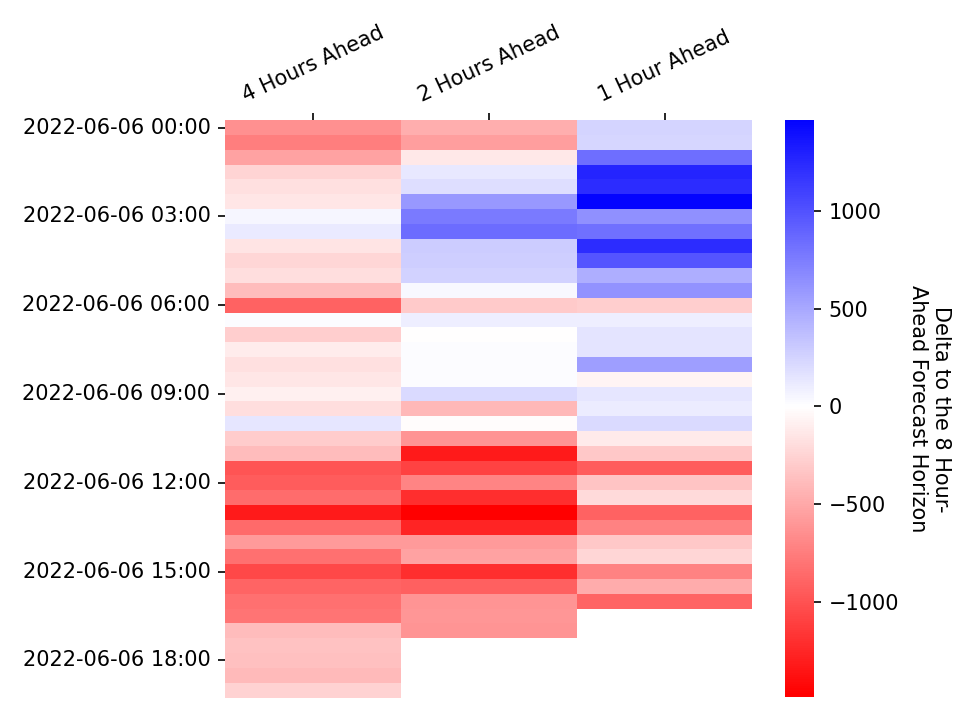 4 Hours Ahead
2 Hours Ahead
1 Hour Ahead
2022-06-06 00:00
2022-06-06 03:00
2022-06-06 06:00
2022-06-06 09:00
2022-06-06 12:00
2022-06-06 15:00
2022-06-06 18:00
1000
500
0
−500
−1000
Delta to the 8 Hour-
Ahead Forecast Horizon